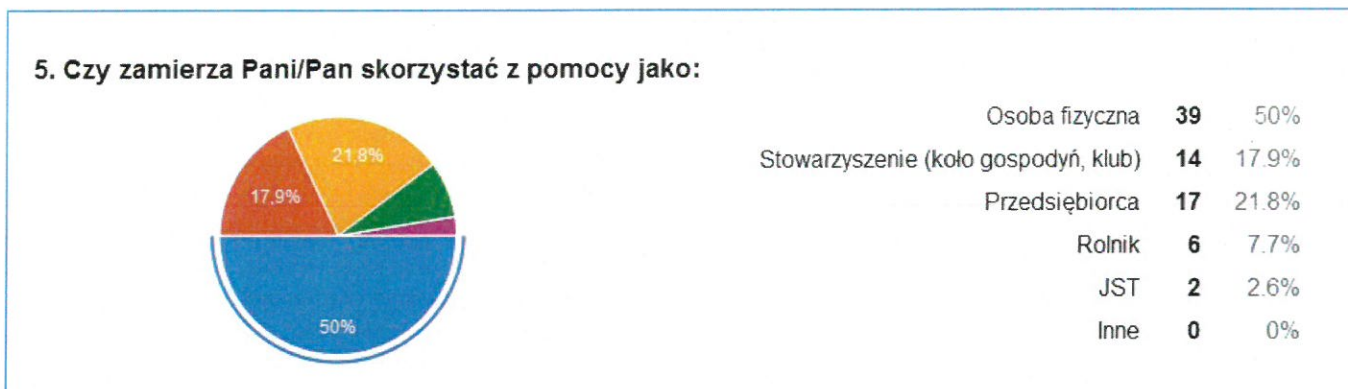 5. Czy zamierza Pani/Pan skorzystać z pomocy jako:
21,8%
17,9%
50%
Osoba fizyczna 39 50%
Stowarzyszenie (koło gospodyń, klub) 14 17.9%
Przedsiębiorca 17 21.8%
Rolnik 6 7.7%
JST 2 2.6%
Inne 0 0%